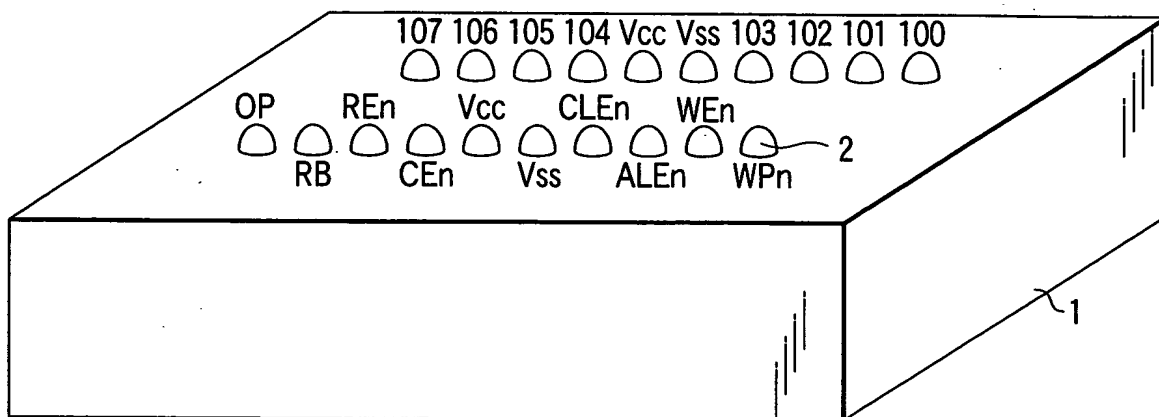 107 106 105 104 Vcc Vss 103 102 101 100
OP REn Vcc CLEn WEn
2
RB CEn Vss ALEn WPn
1